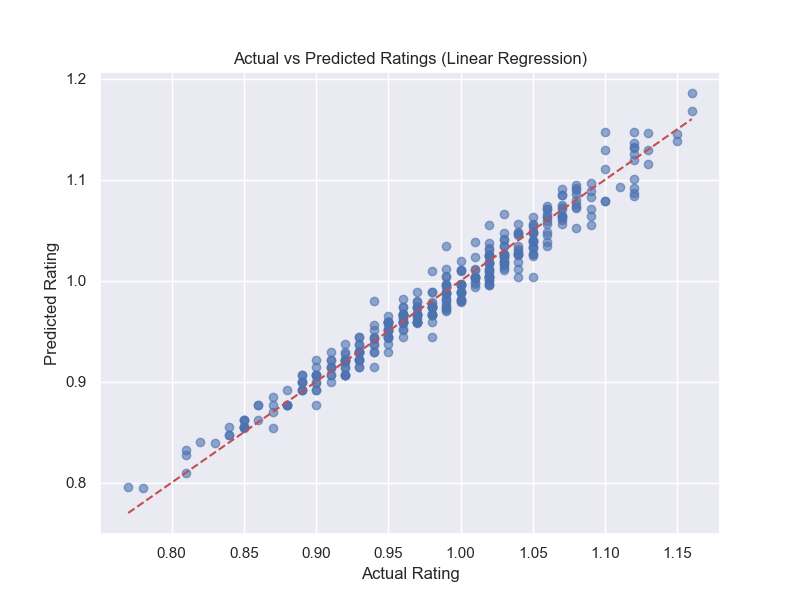 Actual vs Predicted Ratings (Linear Regression)
1.2
1.1
1.0
0.9
0.8
Predicted Rating
0.80 0.85 0.90 0.95 1.00 1.05 1.10 1.15
Actual Rating